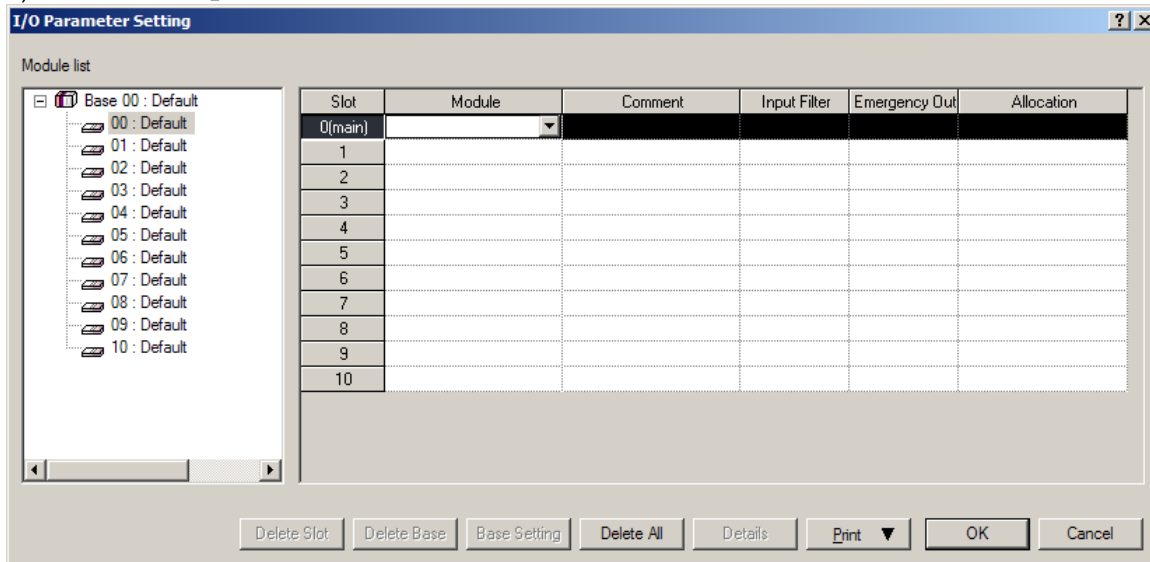 I/O Parameter Setting
Module list
Base 00 : Default
00 : Default
01 : Default
02 : Default
03 : Default
04 : Default
05 : Default
06 : Default
07 : Default
08 : Default
09 : Default
10 : Default
Slot Module Comment Input Filter Emergency Out Allocation
0(main)
1
2
3
4
5
6
7
8
9
10
Delete Slot Delete Base Base Setting Delete All Details Print ▼ OK Cancel